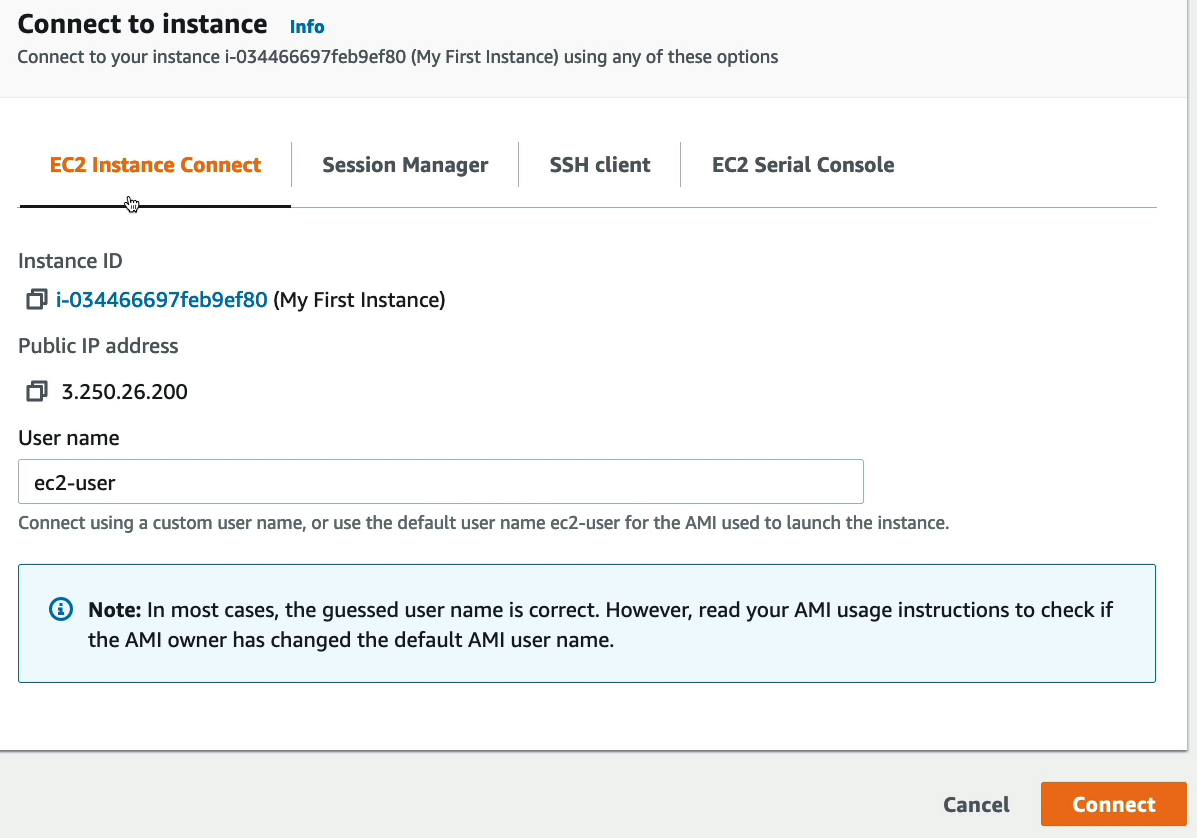 Connect to instance Info
Connect to your instance i-034466697feb9ef80 (My First Instance) using any of these options
EC2 Instance Connect
Session Manager
SSH client
EC2 Serial Console
Instance ID
i-034466697feb9ef80 (My First Instance)
Public IP address
3.250.26.200
User name
ec2-user
Connect using a custom user name, or use the default user name ec2-user for the AMI used to launch the instance.
Note: In most cases, the guessed user name is correct. However, read your AMI usage instructions to check if
the AMI owner has changed the default AMI user name.
Cancel
Connect